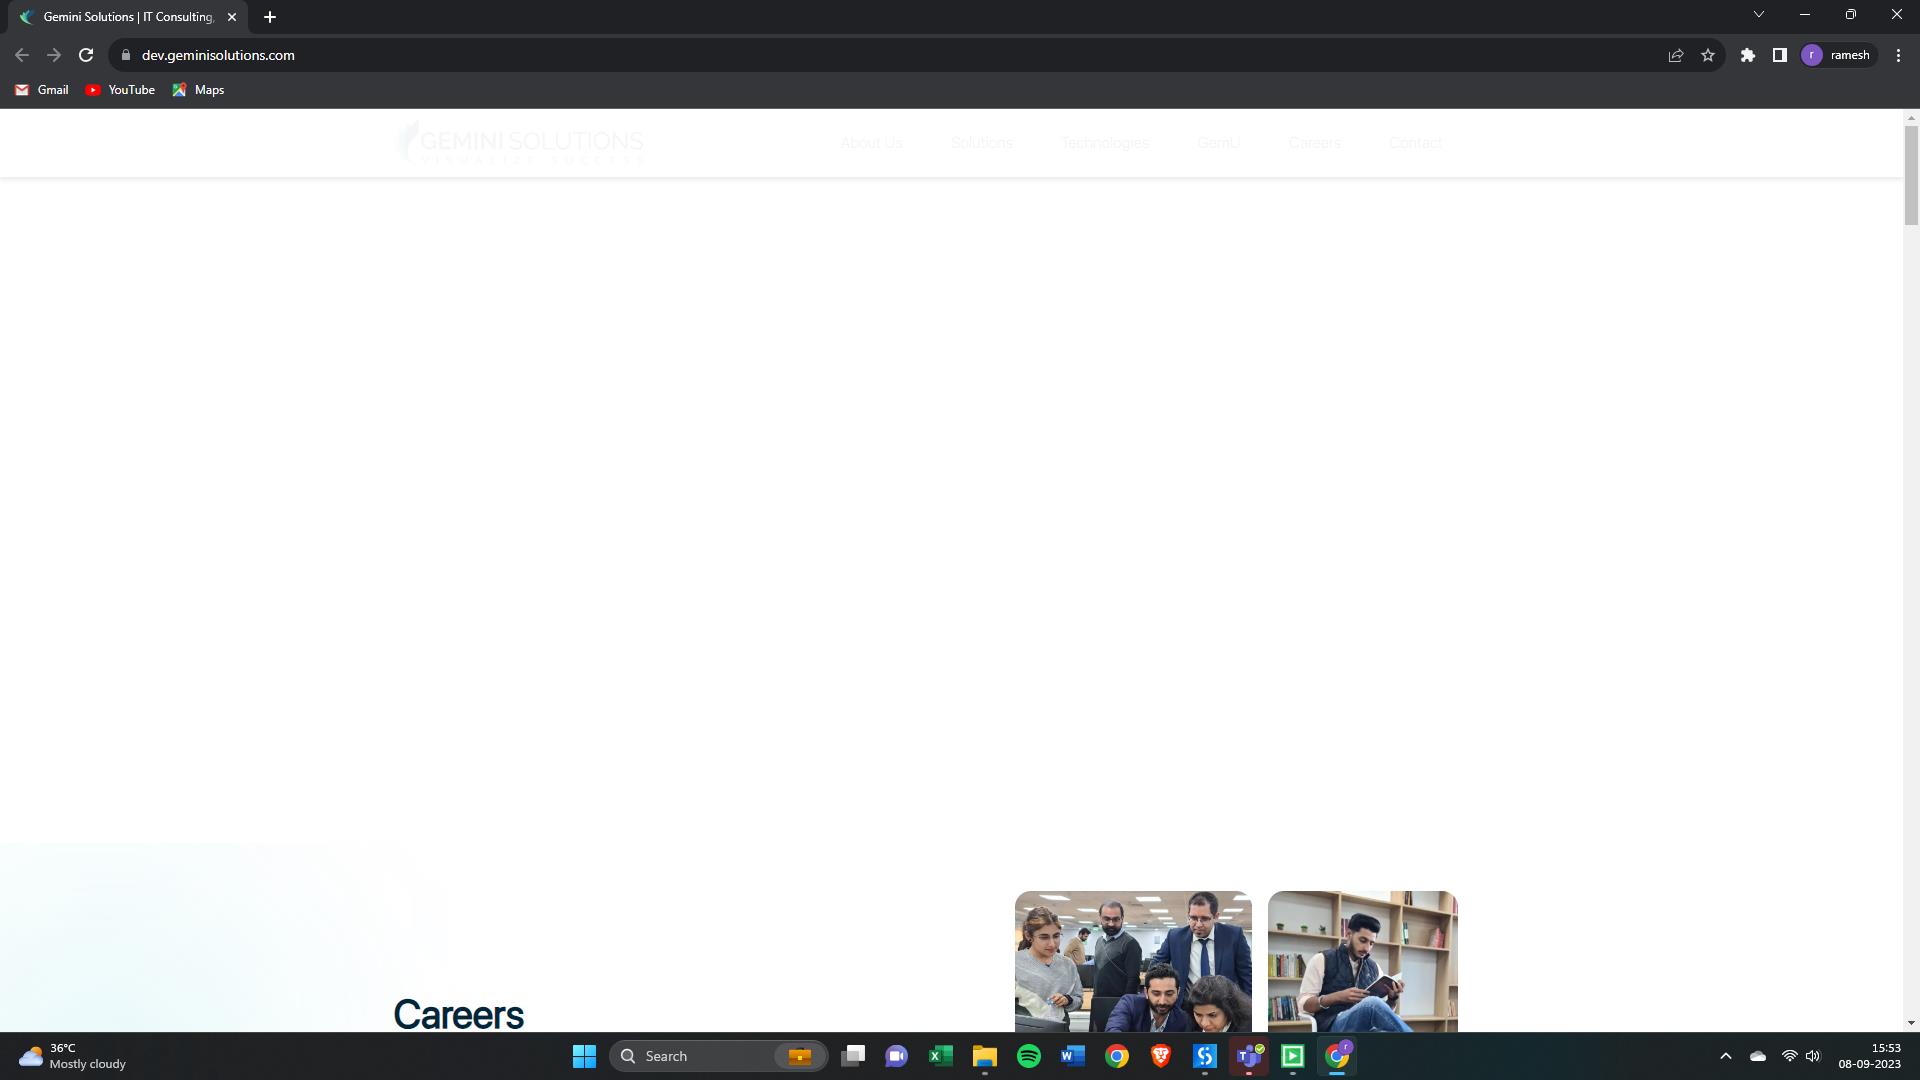 Gemini Solutions | IT Consulting,
dev.geminisolutions.com
r ramesh
Gmail YouTube Maps
GEMINI SOLUTIONS
VISUALIZE SUCCESS
About Us Solutions Technologies GemU Careers Contact
Careers
36°C
Mostly cloudy
Search
15:53
08-09-2023